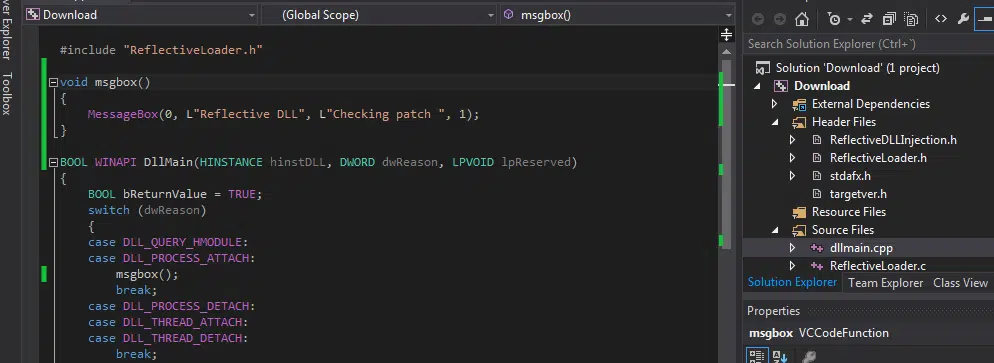 ver Explorer
Toolbox
Download
(Global Scope)
msgbox()
#include "ReflectiveLoader.h"
void msgbox()
{
MessageBox(0, L"Reflective DLL", L"Checking patch ", 1);
}
BOOL WINAPI DllMain(HINSTANCE hinstDLL, DWORD dwReason, LPVOID lpReserved)
{
BOOL bReturnValue = TRUE;
switch (dwReason)
{
case DLL_QUERY_HMODULE:
case DLL_PROCESS_ATTACH:
msgbox();
break;
case DLL_PROCESS_DETACH:
case DLL_THREAD_ATTACH:
case DLL_THREAD_DETACH:
break;
Search Solution Explorer (Ctrl+¨)
Solution 'Download' (1 project)
Download
External Dependencies
Header Files
ReflectiveDLLInjection.h
ReflectiveLoader.h
stdafx.h
targetver.h
Resource Files
Source Files
dllmain.cpp
ReflectiveLoader.c
Solution Explorer Team Explorer Class View
Properties
msgbox VCCodeFunction